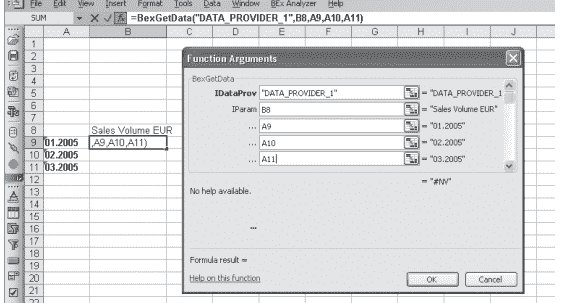 File Edit View Insert Format Tools Data Window BEx Analyzer Help
SUM =BexGetData("DATA_PROVIDER_1",B8,A9,A10,A11)
A B C D E F G H I J
1
2
3
4
5
6
7
8 Sales Volume EUR
9 01.2005 ,A9,A10,A11)
10 02.2005
11 03.2005
12
13
14
15
16
17
18
19
20
21
22
Function Arguments
BexGetData
IDataProv "DATA_PROVIDER_1" = "DATA_PROVIDER_1
IParam B8 = "Sales Volume EUR"
... A9 = "01.2005"
... A10 = "02.2005"
... A11 = "03.2005"
= "#NV"
No help available.
...
Formula result =
Help on this function OK Cancel